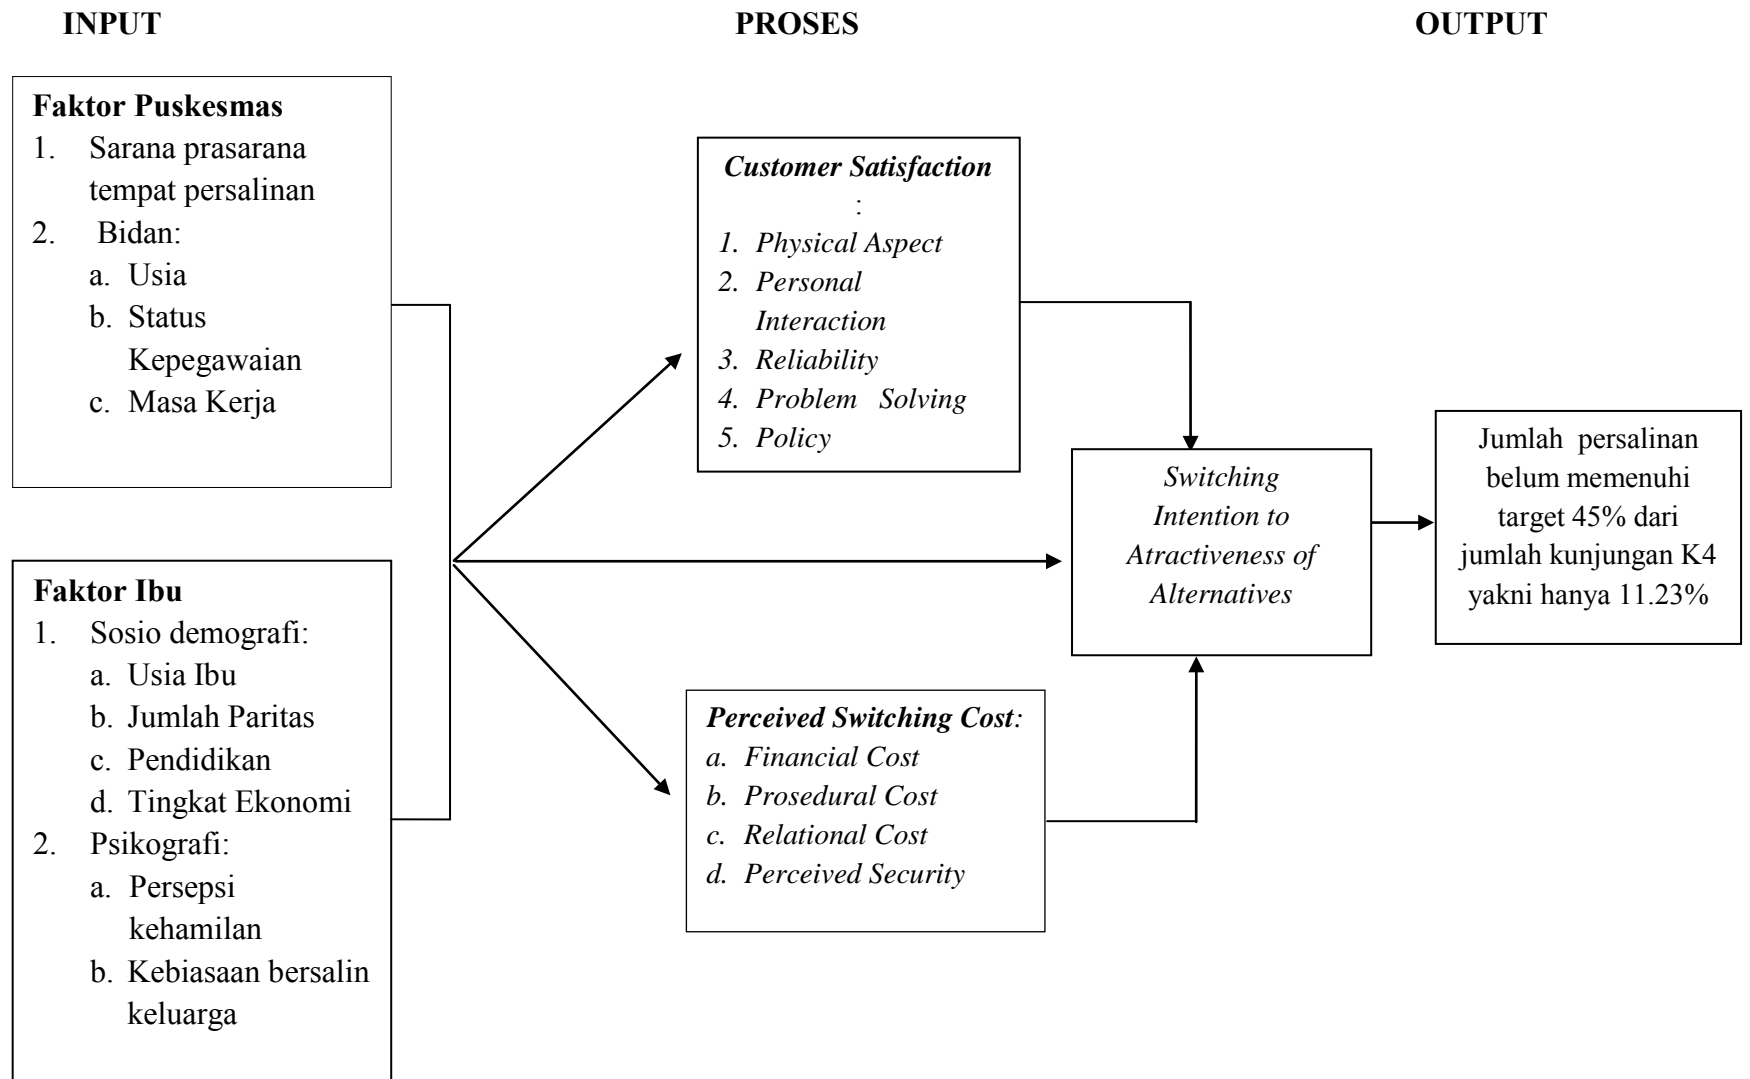 INPUT
PROSES
OUTPUT
Faktor Puskesmas
1. Sarana prasarana
tempat persalinan
2. Bidan:
a. Usia
b. Status
Kepegawaian
c. Masa Kerja
Faktor Ibu
1. Sosio demografi:
a. Usia Ibu
b. Jumlah Paritas
c. Pendidikan
d. Tingkat Ekonomi
2. Psikografi:
a. Persepsi
kehamilan
b. Kebiasaan bersalin
keluarga
Customer Satisfaction
:
1. Physical Aspect
2. Personal
Interaction
3. Reliability
4. Problem Solving
5. Policy
Perceived Switching Cost:
a. Financial Cost
b. Prosedural Cost
c. Relational Cost
d. Perceived Security
Switching
Intention to
Atractiveness of
Alternatives
Jumlah persalinan
belum memenuhi
target 45% dari
jumlah kunjungan K4
yakni hanya 11.23%